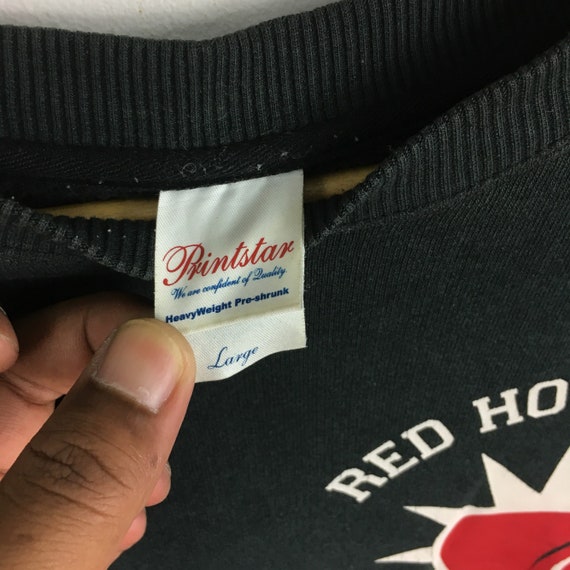 Printstar
We are confident of Quality.
HeavyWeight Pre-shrunk
Large
RED HO